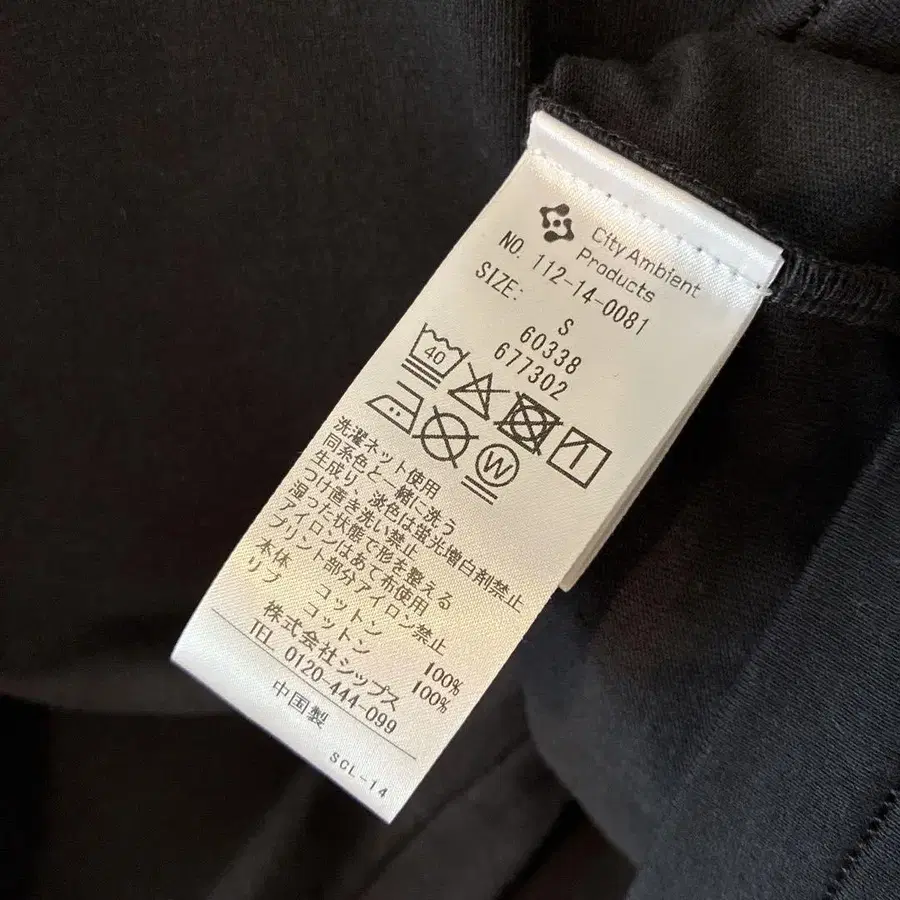 City Ambient
Products
NO. 112-14-0081
SIZE:
S
60338
677302
40
W
洗濯ネット使用
同系色と一緒に洗う
生成り、淡色は蛍光増白剤禁止
つけ直き洗い禁止
湿った状態で形を整える
アイロンはあて布使用
プリント部分アイロン禁止
本体 コットン 100%
リブ コットン 100%
株式会社シップス
TEL 0120-444-099
中国製
SCL-14